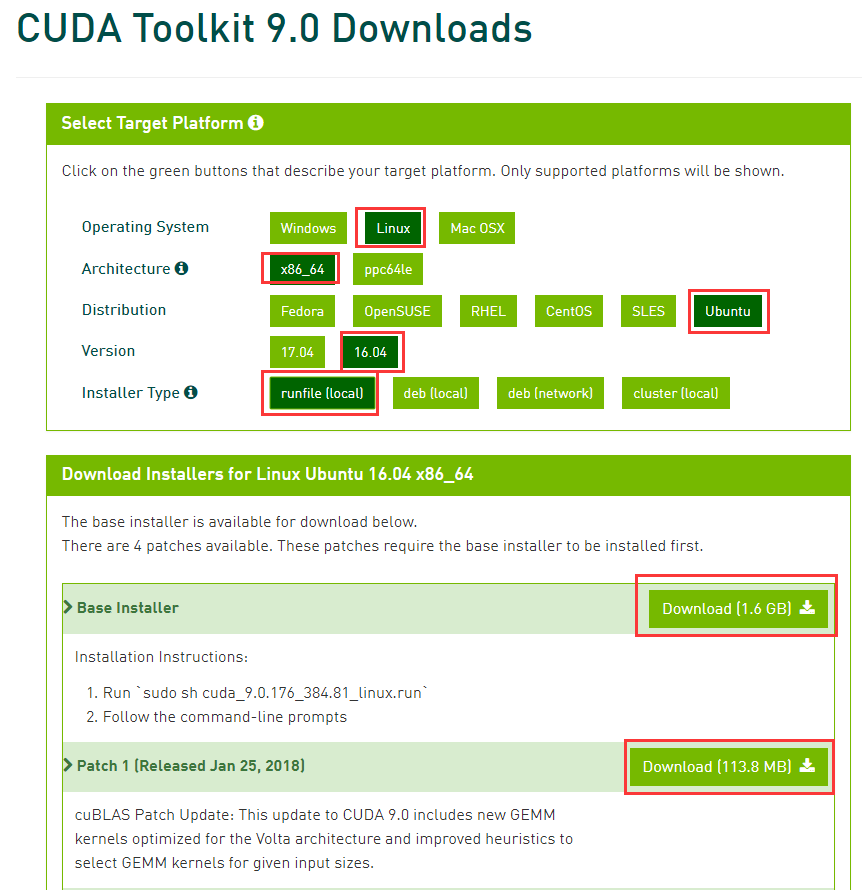 CUDA Toolkit 9.0 Downloads
Select Target Platform
Click on the green buttons that describe your target platform. Only supported platforms will be shown.
Operating System Windows Linux Mac OSX
Architecture x86_64 ppc64le
Distribution Fedora OpenSUSE RHEL CentOS SLES Ubuntu
Version 17.04 16.04
Installer Type runfile (local) deb (local) deb (network) cluster (local)
Download Installers for Linux Ubuntu 16.04 x86_64
The base installer is available for download below.
There are 4 patches available. These patches require the base installer to be installed first.
Base Installer Download (1.6 GB)
Installation Instructions:
1. Run `sudo sh cuda_9.0.176_384.81_linux.run`
2. Follow the command-line prompts
Patch 1 (Released Jan 25, 2018) Download (113.8 MB)
cuBLAS Patch Update: This update to CUDA 9.0 includes new GEMM
kernels optimized for the Volta architecture and improved heuristics to
select GEMM kernels for given input sizes.